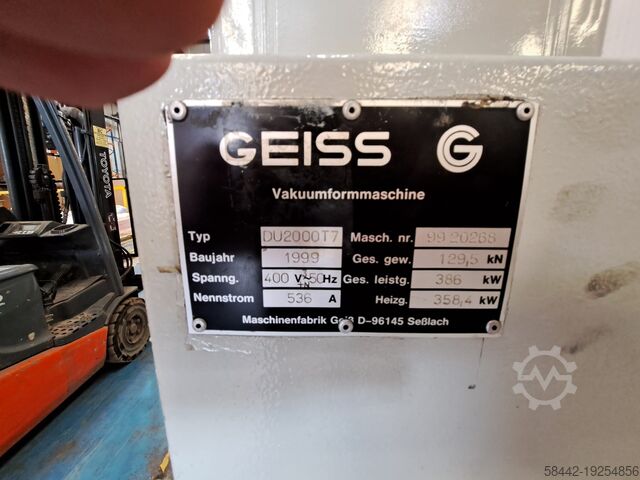 GEISS G
Vakuumformmaschine
Typ DU2000T7 Masch. nr. 99 20268
Baujahr 1999 Ges. gew. 129,5 kN
Spanng. 400 V 50 Hz Ges. leistg. 386 kW
Nennstrom 536 A Heizg. 358,4 kW
Maschinenfabrik Geiß D-96145 Seßlach
TOYOTA
58442-19254856